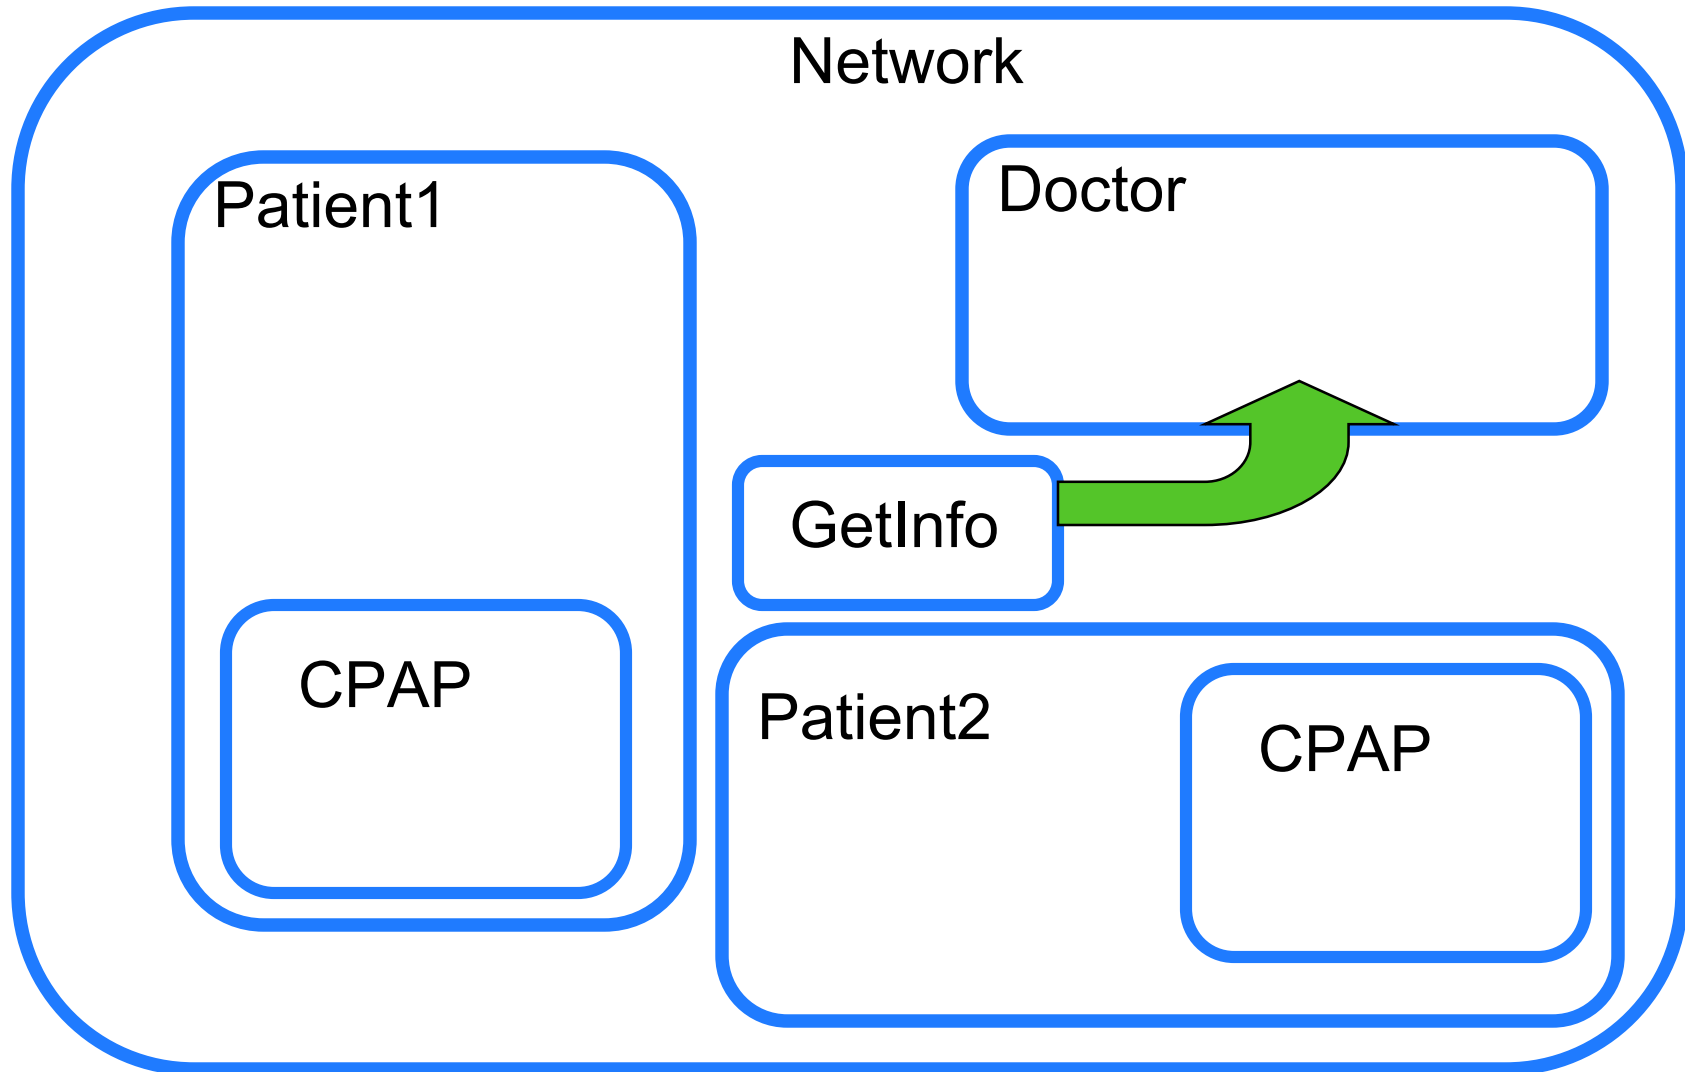 Network
Patient1
Doctor
GetInfo
CPAP
Patient2
CPAP